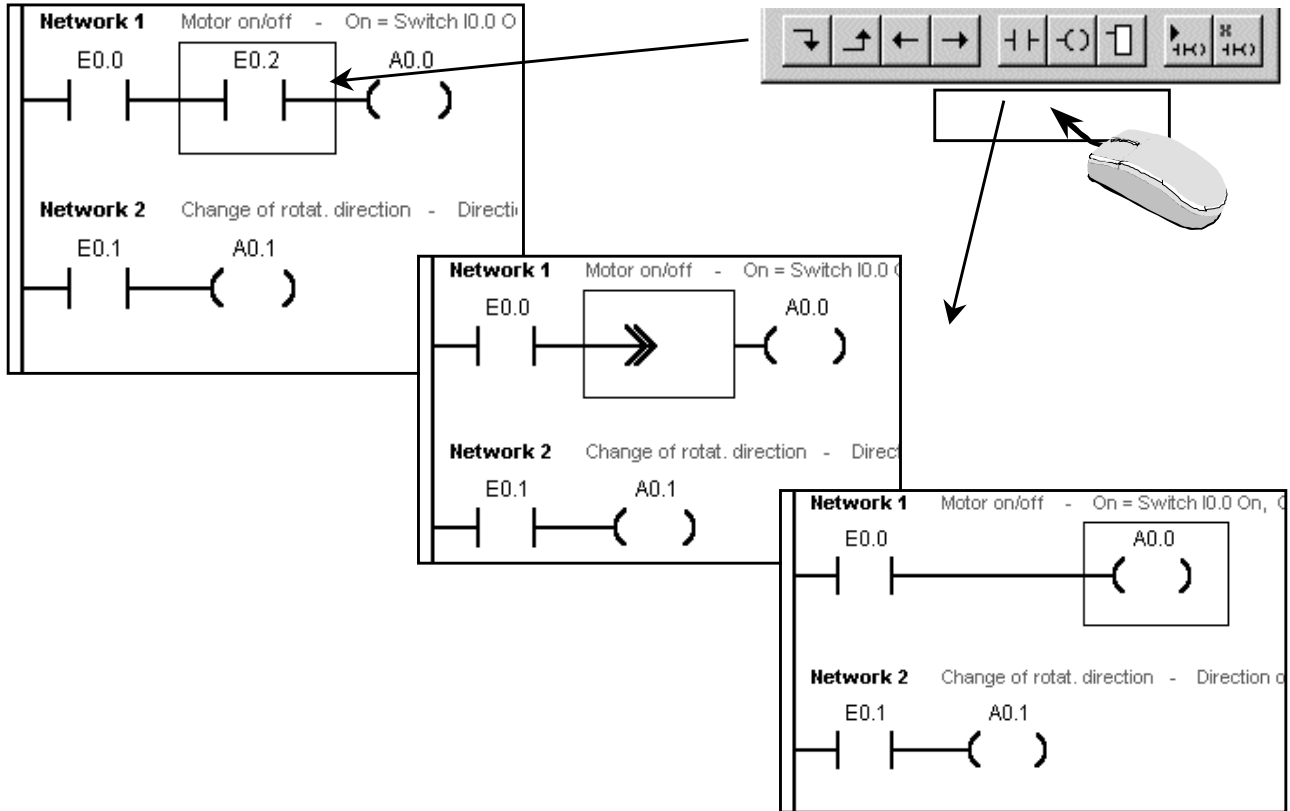 Network 1 Motor on/off - On = Switch I0.0 O
E0.0 E0.2 A0.0
Network 2 Change of rotat. direction - Directi
E0.1 A0.1
Network 1 Motor on/off - On = Switch I0.0
E0.0 A0.0
Network 2 Change of rotat. direction - Direct
E0.1 A0.1
Network 1 Motor on/off - On = Switch I0.0 On,
E0.0 A0.0
Network 2 Change of rotat. direction - Direction o
E0.1 A0.1